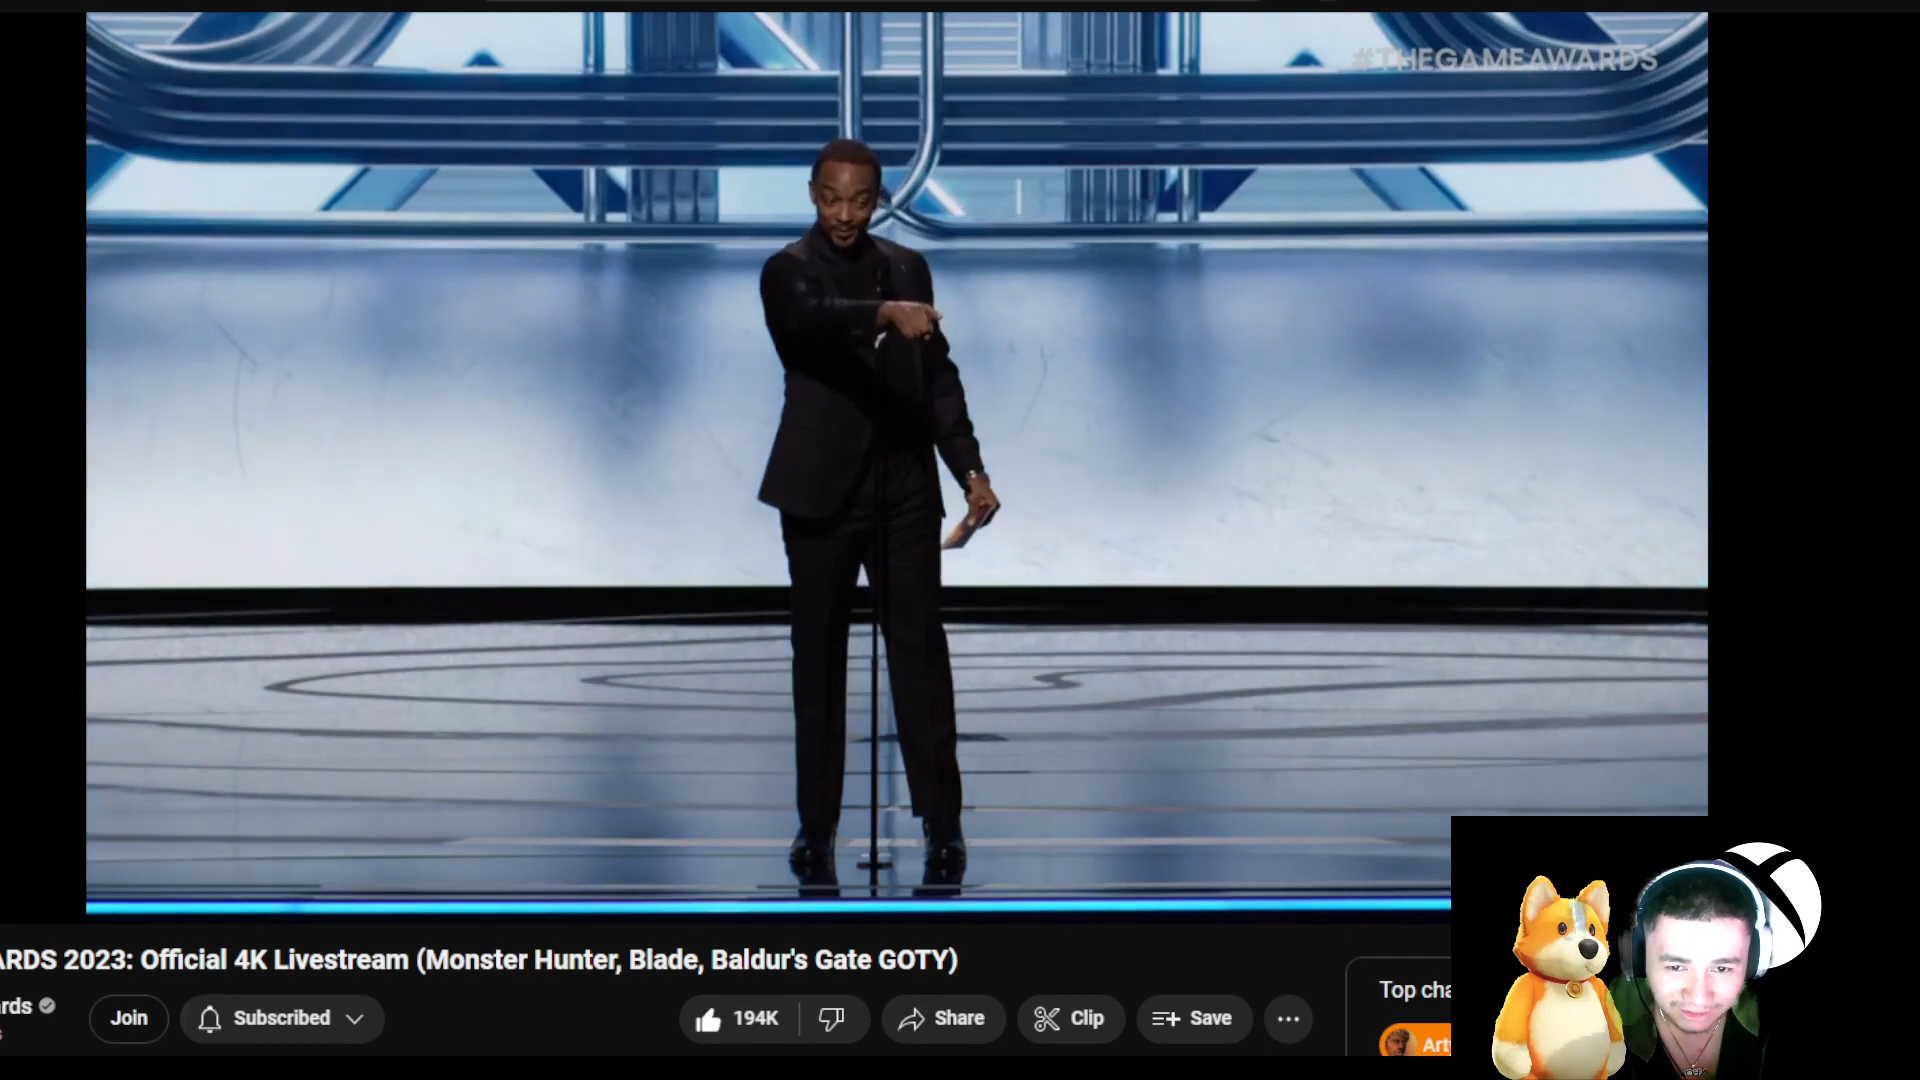 #THEGAMEAWARDS
ARDS 2023: Official 4K Livestream (Monster Hunter, Blade, Baldur's Gate GOTY)
rds
Join
Subscribed
194K
Share
Clip
Save
Top cha
Art